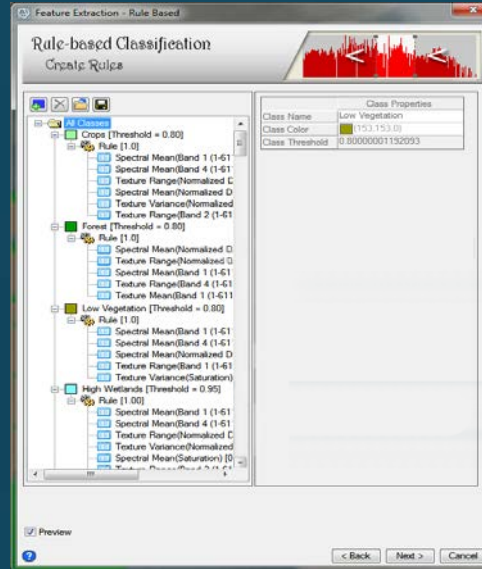 Feature Extraction - Rule Based
Rule-based Classification
Create Rules
All Classes
Crops [Threshold = 0.80]
Rule [1.0]
Spectral Mean(Band 1 (1-61
Spectral Mean(Band 4 (1-61
Texture Range(Normalized D
Spectral Mean(Normalized D
Texture Variance(Normalized
Texture Range(Band 2 (1-61
Forest [Threshold = 0.80]
Rule [1.0]
Spectral Mean(Normalized D
Texture Range(Normalized D
Spectral Mean(Band 1 (1-61
Texture Range(Band 4 (1-61
Texture Mean(Band 1 (1-611
Low Vegetation [Threshold = 0.80]
Rule [1.0]
Spectral Mean(Band 1 (1-61
Spectral Mean(Band 4 (1-61
Spectral Mean(Normalized D
Texture Range(Band 1 (1-6
Texture Variance(Saturation)
High Wetlands [Threshold = 0.95]
Rule [1.00]
Spectral Mean(Band 1 (1-61
Spectral Mean(Band 4 (1-61
Texture Range(Normalized D
Texture Variance(Normalized
Spectral Mean(Saturation) [0
Class Properties
Class Name Low Vegetation
Class Color (153,153,0)
Class Threshold 0.80000001192093
Preview
< Back Next > Cancel